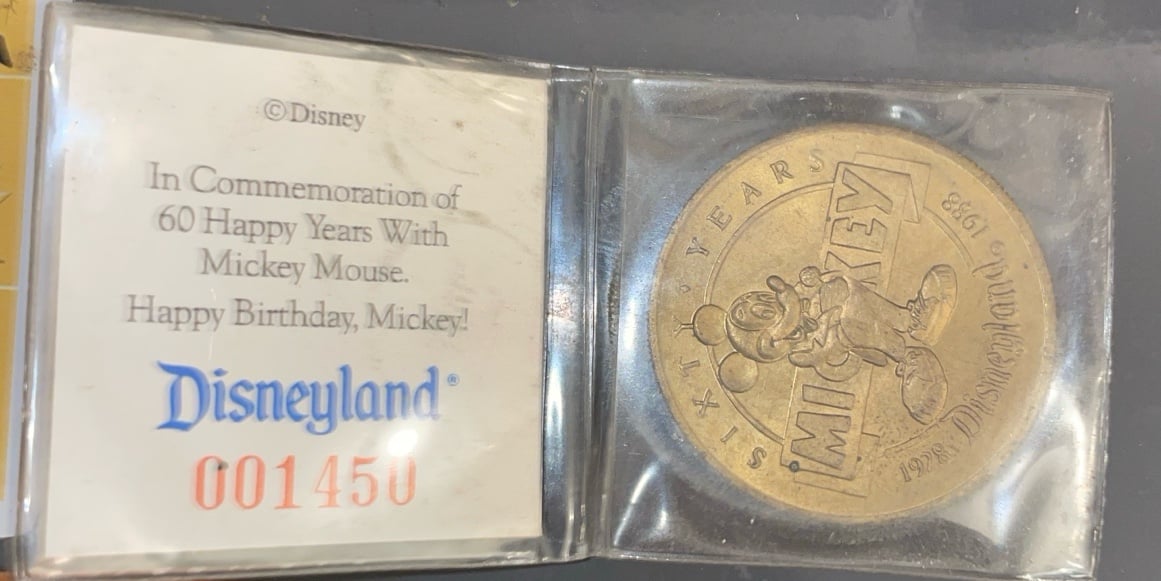 ©Disney
In Commemoration of
60 Happy Years With
Mickey Mouse.
Happy Birthday, Mickey!
Disneyland®
001450
SIXTY YEARS
MICKEY
1928
Disneyland®
1988